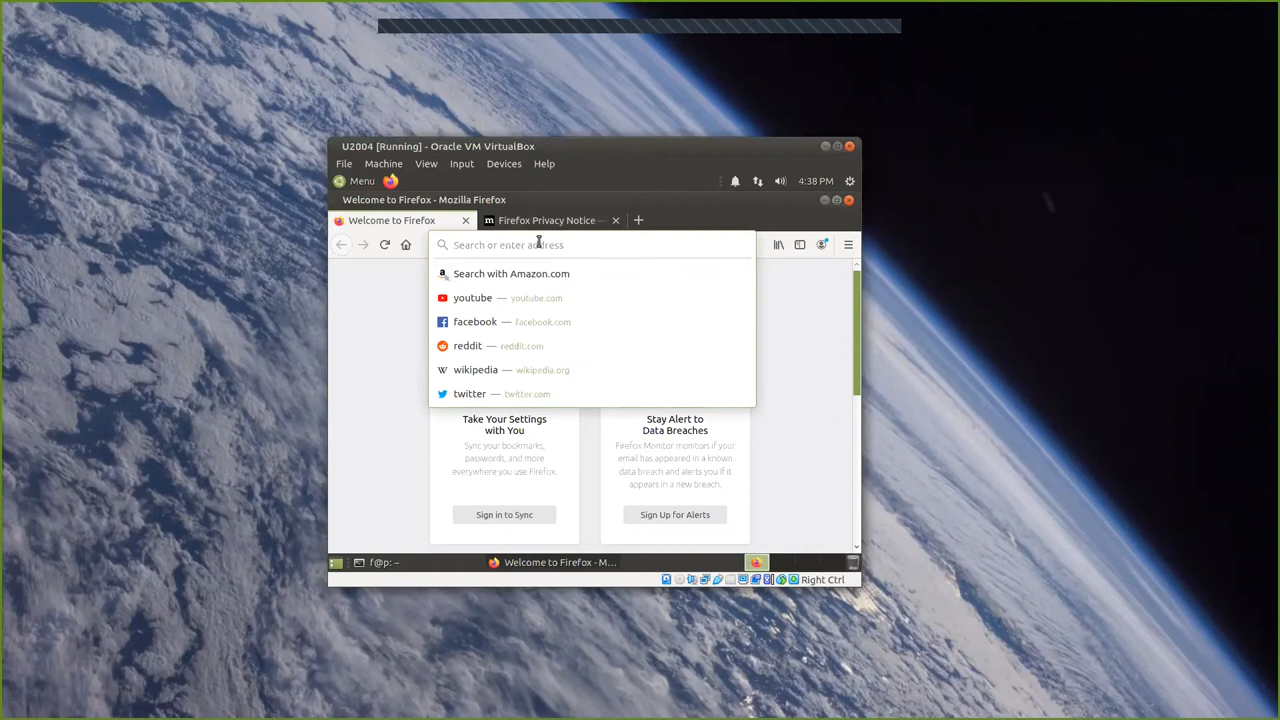 U2004 [Running] - Oracle VM VirtualBox
File Machine View Input Devices Help
Menu 4:38 PM
Welcome to Firefox - Mozilla Firefox
Welcome to Firefox m Firefox Privacy Notice —
Search or enter address
a Search with Amazon.com
youtube — youtube.com
facebook — facebook.com
reddit — reddit.com
W wikipedia — wikipedia.org
twitter — twitter.com
Take Your Settings
with You
Sync your bookmarks,
passwords, and more
everywhere you use Firefox.
Sign in to Sync
Stay Alert to
Data Breaches
Firefox Monitor monitors if your
email has appeared in a known
data breach and alerts you if it
appears in a new breach.
Sign Up for Alerts
f@p: ~ Welcome to Firefox - M...
Right Ctrl